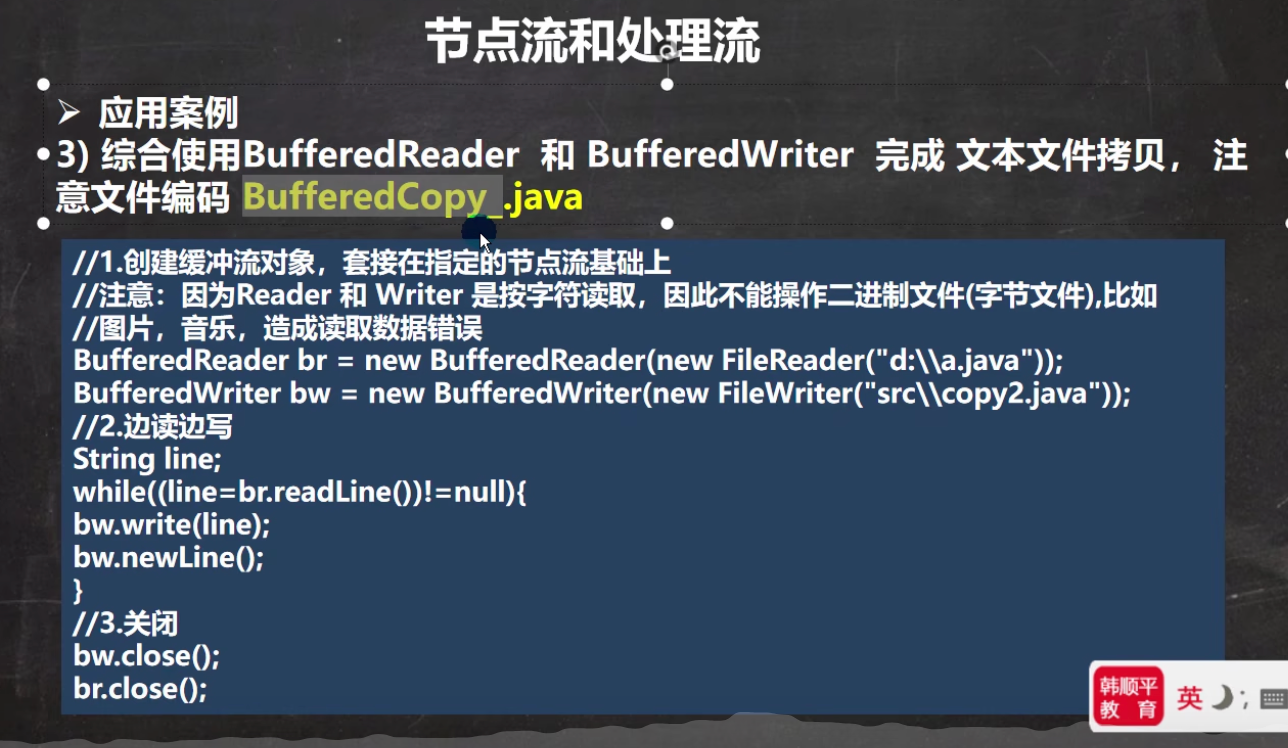 节点流和处理流
➢ 应用案例
•3) 综合使用BufferedReader 和 BufferedWriter 完成 文本文件拷贝， 注
意文件编码 BufferedCopy_.java
//1.创建缓冲流对象，套接在指定的节点流基础上
//注意：因为Reader 和 Writer 是按字符读取，因此不能操作二进制文件(字节文件),比如
//图片，音乐，造成读取数据错误
BufferedReader br = new BufferedReader(new FileReader("d:\\a.java"));
BufferedWriter bw = new BufferedWriter(new FileWriter("src\\copy2.java"));
//2.边读边写
String line;
while((line=br.readLine())!=null){
bw.write(line);
bw.newLine();
}
//3.关闭
bw.close();
br.close();
韩顺平
教 育
英